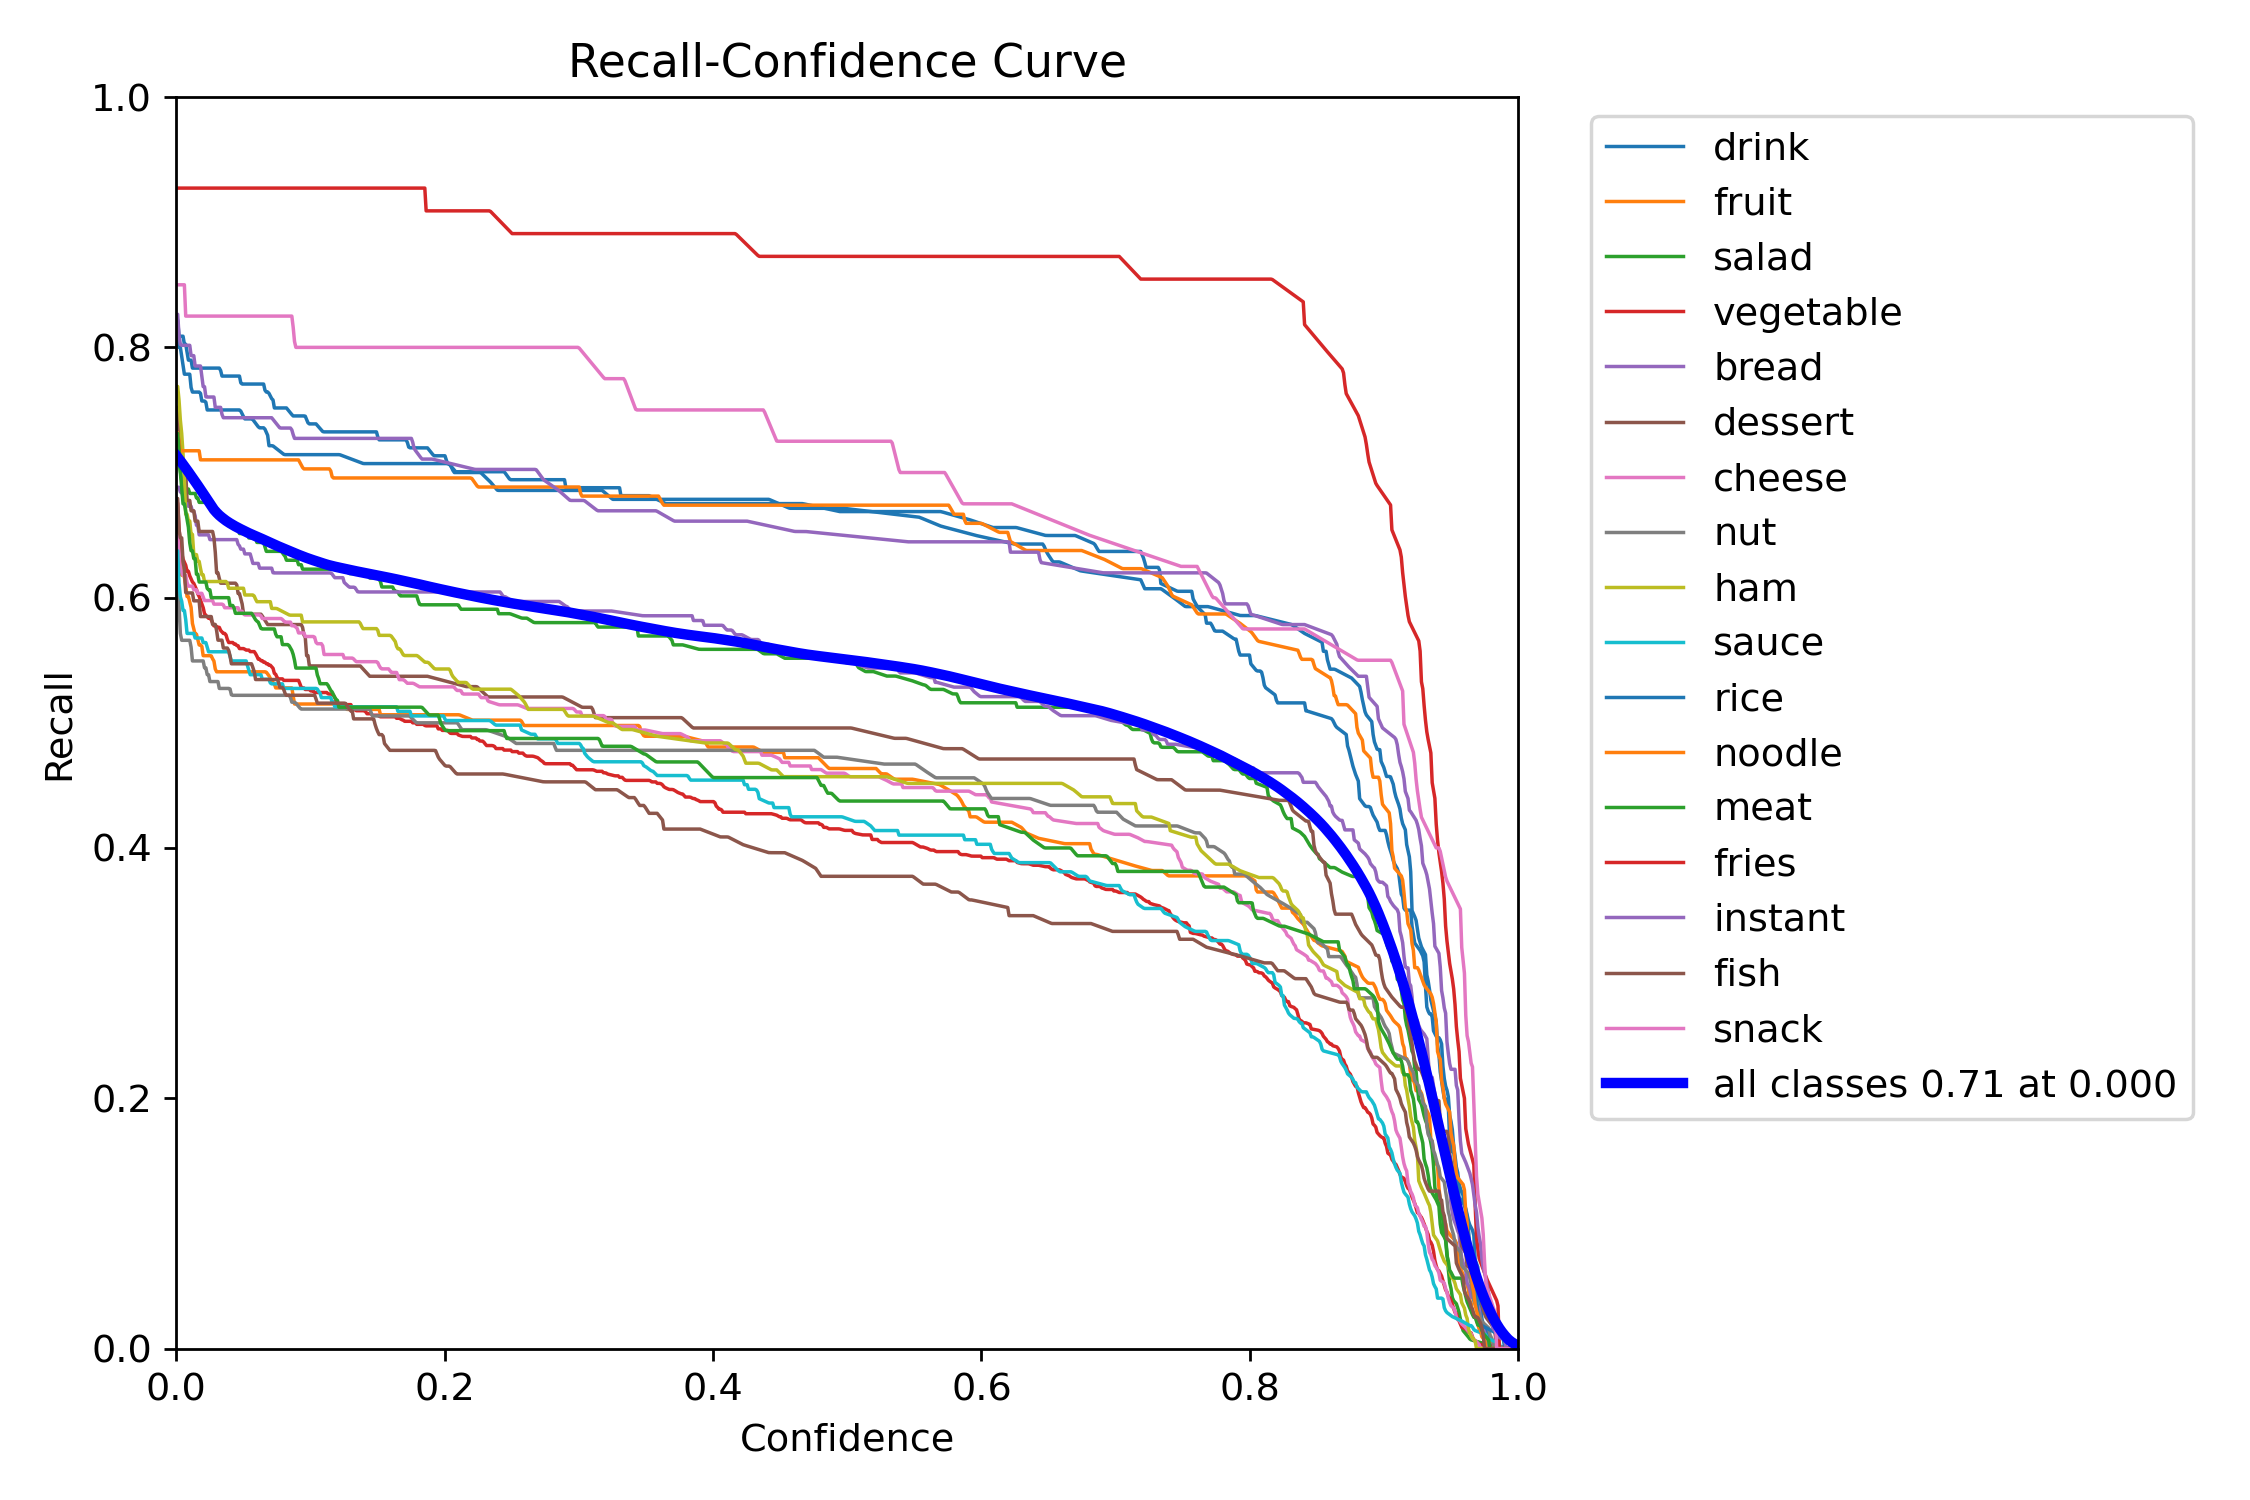 Recall-Confidence Curve
1.0
0.8
0.6
0.4
0.2
0.0
Recall
0.0 0.2 0.4 0.6 0.8 1.0
Confidence
drink
fruit
salad
vegetable
bread
dessert
cheese
nut
ham
sauce
rice
noodle
meat
fries
instant
fish
snack
all classes 0.71 at 0.000